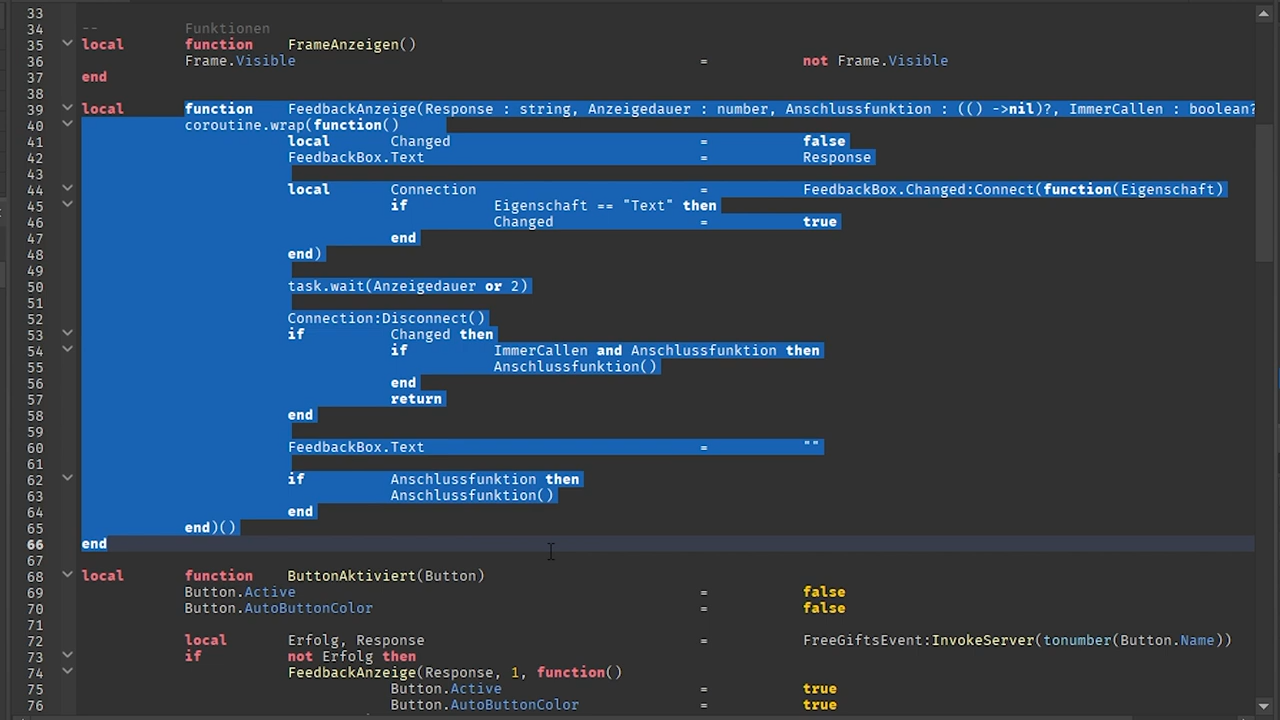 33
34 -- Funktionen
35 local function FrameAnzeigen()
36 Frame.Visible = not Frame.Visible
37 end
38
39 local function FeedbackAnzeige(Response : string, Anzeigedauer : number, Anschlussfunktion : (() ->nil)?, ImmerCallen : boolean?
40 coroutine.wrap(function()
41 local Changed = false
42 FeedbackBox.Text = Response
43
44 local Connection = FeedbackBox.Changed:Connect(function(Eigenschaft)
45 if Eigenschaft == "Text" then
46 Changed = true
47 end
48 end)
49
50 task.wait(Anzeigedauer or 2)
51
52 Connection:Disconnect()
53 if Changed then
54 if ImmerCallen and Anschlussfunktion then
55 Anschlussfunktion()
56 end
57 return
58 end
59
60 FeedbackBox.Text = ""
61
62 if Anschlussfunktion then
63 Anschlussfunktion()
64 end
65 end)()
66 end
67
68 local function ButtonAktiviert(Button)
69 Button.Active = false
70 Button.AutoButtonColor = false
71
72 local Erfolg, Response = FreeGiftsEvent:InvokeServer(tonumber(Button.Name))
73 if not Erfolg then
74 FeedbackAnzeige(Response, 1, function()
75 Button.Active = true
76 Button.AutoButtonColor = true